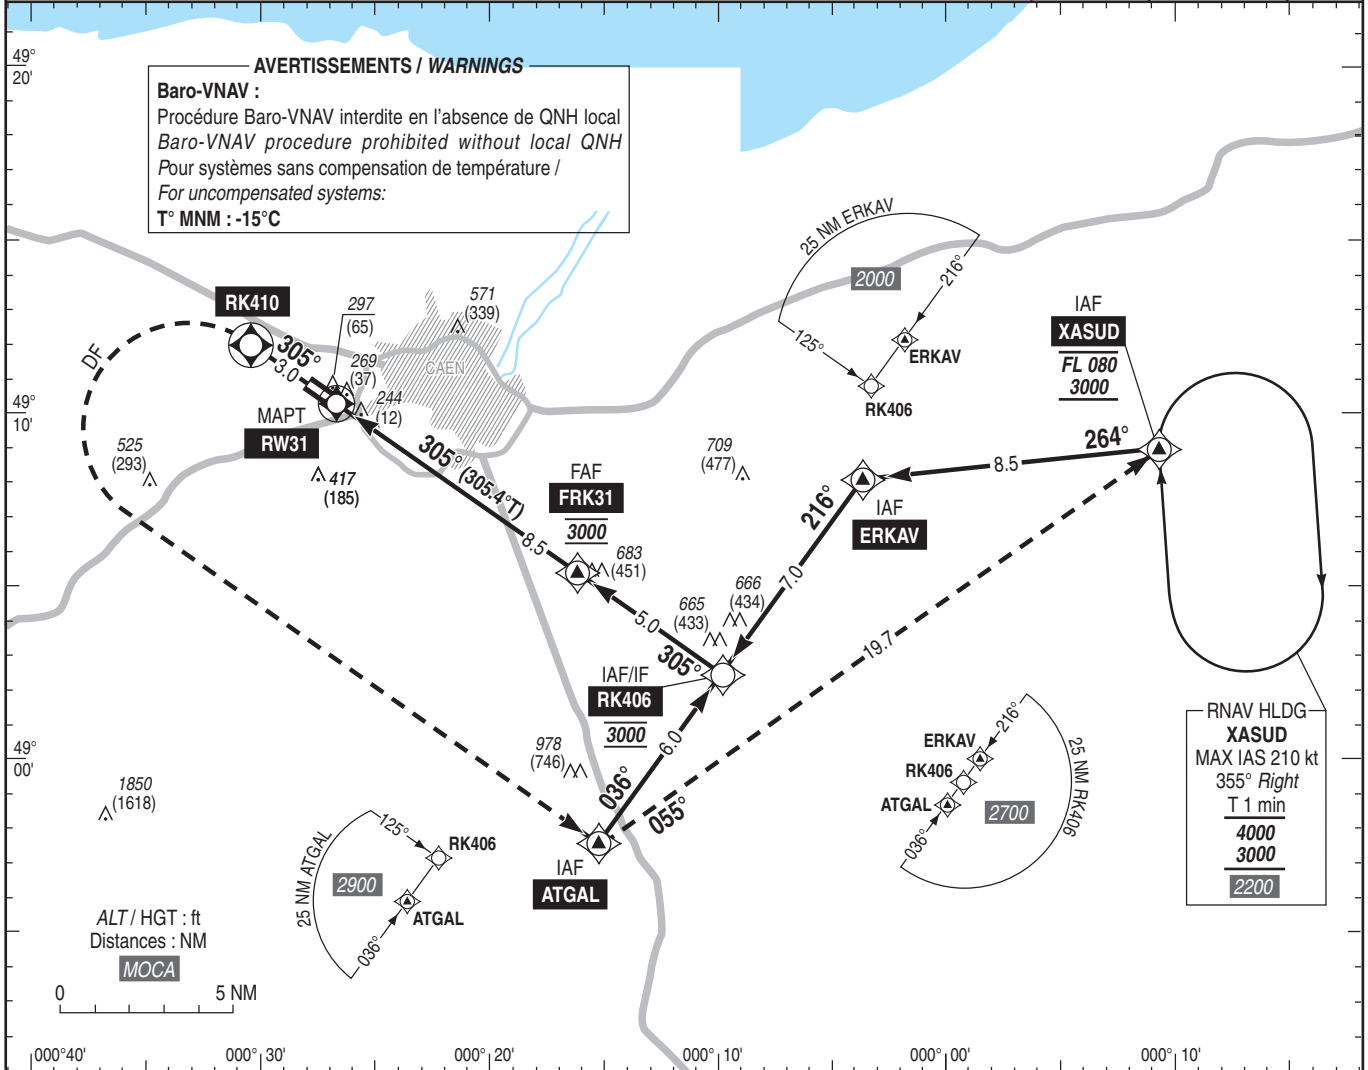 49°
20'
AVERTISSEMENTS / WARNINGS
Baro-VNAV :
Procédure Baro-VNAV interdite en l'absence de QNH local
Baro-VNAV procedure prohibited without local QNH
Pour systèmes sans compensation de température /
For uncompensated systems:
T° MNM : -15°C
25 NM ERKAV
2000
216°
125°
ERKAV
RK406
IAF
XASUD
FL 080
3000
RK410
297
(65)
571
(339)
DF
305°
3.0
269
(37)
CAEN
244
(12)
49°
10'
MAPT
RW31
525
(293)
417
(185)
305° (305.4°T)
8.5
FAF
FRK31
3000
683
(451)
709
(477)
264°
8.5
IAF
ERKAV
216°
7.0
665
(433)
666
(434)
5.0
305°
IAF/IF
RK406
3000
19.7
6.0
036°
055°
978
(746)
49°
00'
1850
(1618)
IAF
ATGAL
25 NM ATGAL
125°
RK406
2900
ATGAL
036°
216°
ERKAV
RK406
ATGAL
2700
036°
25 NM RK406
RNAV HLDG
XASUD
MAX IAS 210 kt
355° Right
T 1 min
4000
3000
2200
ALT / HGT : ft
Distances : NM
MOCA
0 5 NM
000°40' 000°30' 000°20' 000°10' 000°00' 000°10'